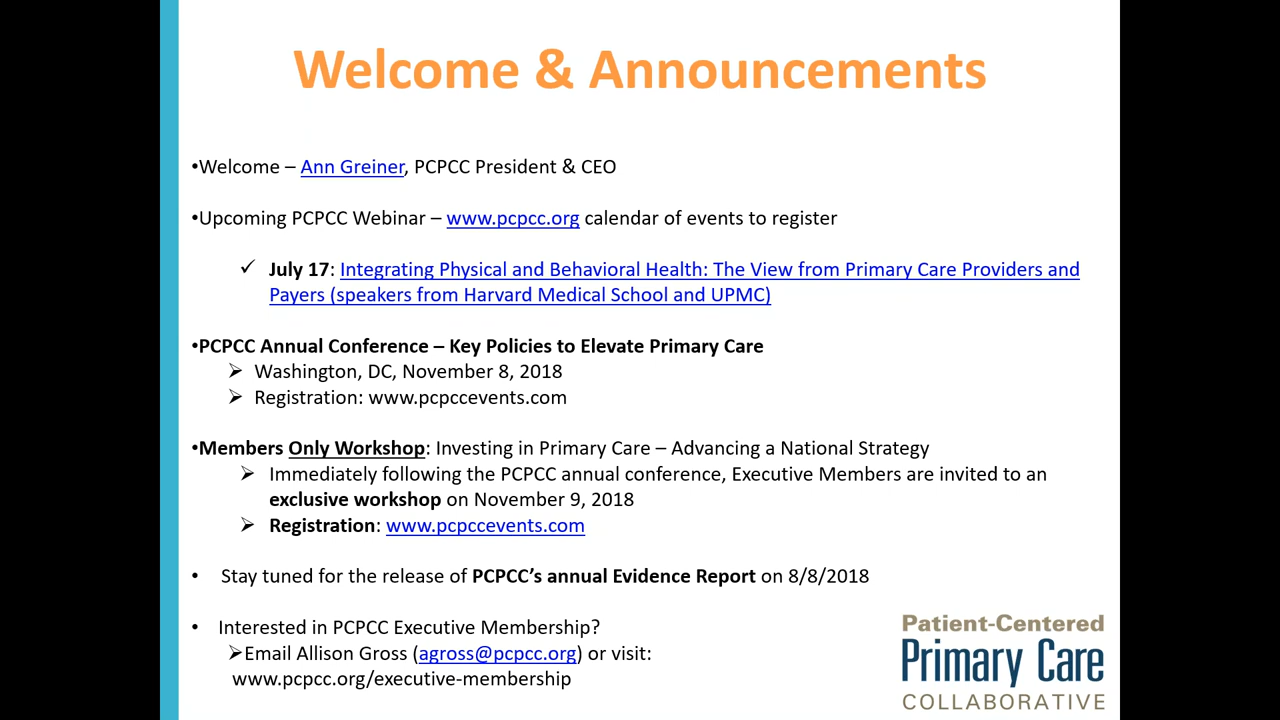 Welcome & Announcements
•Welcome – Ann Greiner, PCPCC President & CEO
•Upcoming PCPCC Webinar – www.pcpcc.org calendar of events to register
✓ July 17: Integrating Physical and Behavioral Health: The View from Primary Care Providers and
Payers (speakers from Harvard Medical School and UPMC)
•PCPCC Annual Conference – Key Policies to Elevate Primary Care
➢ Washington, DC, November 8, 2018
➢ Registration: www.pcpccevents.com
•Members Only Workshop: Investing in Primary Care – Advancing a National Strategy
➢ Immediately following the PCPCC annual conference, Executive Members are invited to an
exclusive workshop on November 9, 2018
➢ Registration: www.pcpccevents.com
• Stay tuned for the release of PCPCC’s annual Evidence Report on 8/8/2018
• Interested in PCPCC Executive Membership?
➢Email Allison Gross (agross@pcpcc.org) or visit:
www.pcpcc.org/executive-membership
Patient-Centered
Primary Care
COLLABORATIVE